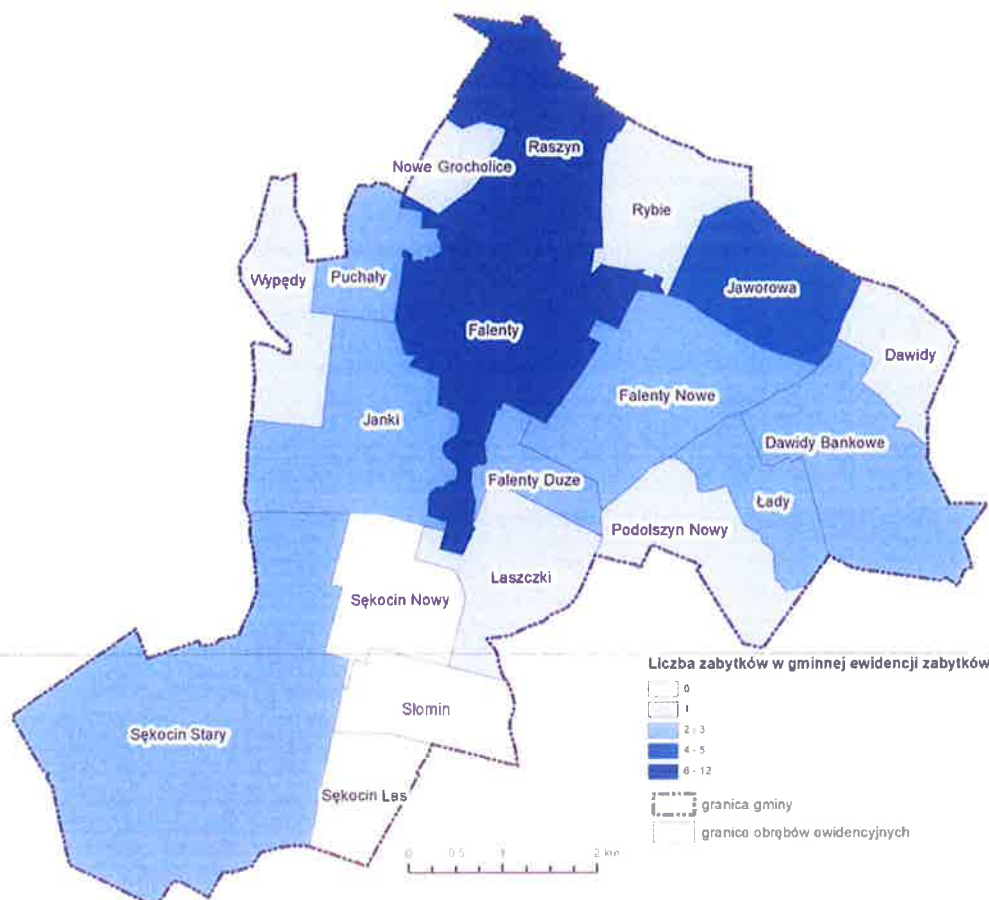 Raszyn
Nowe Grocholice
Rybie
Wypędy
Puchały
Jaworowa
Falenty
Dawidy
Falenty Nowe
Janki
Dawidy Bankowe
Falenty Duże
Łady
Podolszyn Nowy
Laszczki
Sękocin Nowy
Słomin
Sękocin Stary
Sękocin Las
Liczba zabytków w gminnej ewidencji zabytków
0
1
2 - 3
4 - 5
6 - 12
granica gminy
granica obrębów ewidencyjnych
0 0.5 1 2 km